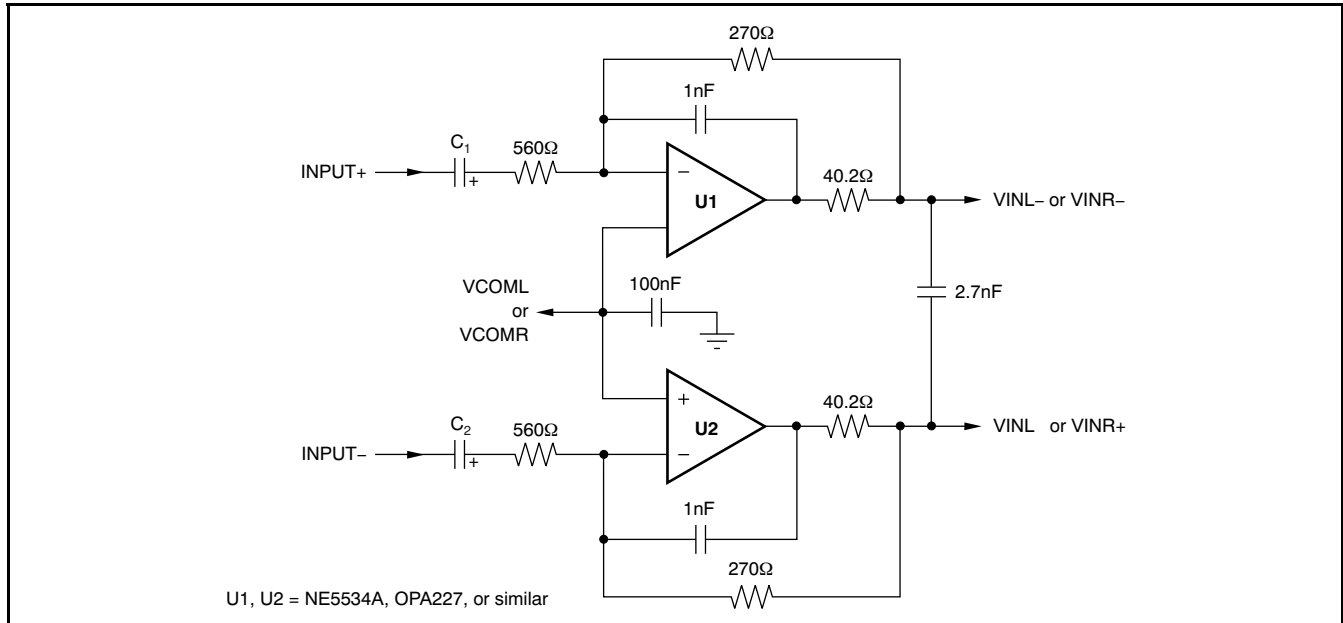 270Ω
1nF
C1
560Ω
INPUT+
+
−
U1
40.2Ω
VINL− or VINR−
VCOML
or
VCOMR
100nF
2.7nF
+
U2
−
40.2Ω
VINL or VINR+
C2
560Ω
INPUT−
+
1nF
270Ω
U1, U2 = NE5534A, OPA227, or similar